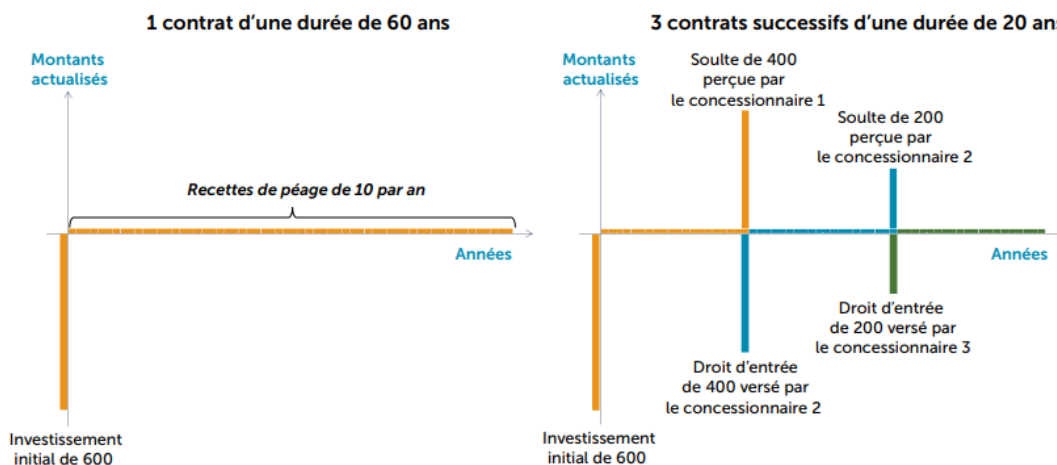 1 contrat d’une durée de 60 ans
Montants
actualisés
Recettes de péage de 10 par an
Années
Investissement
initial de 600
3 contrats successifs d’une durée de 20 ans
Montants
actualisés
Soulte de 400
perçue par
le concessionnaire 1
Soulte de 200
perçue par
le concessionnaire 2
Années
Droit d’entrée
de 200 versé par
le concessionnaire 3
Droit d’entrée
de 400 versé par
le concessionnaire 2
Investissement
initial de 600